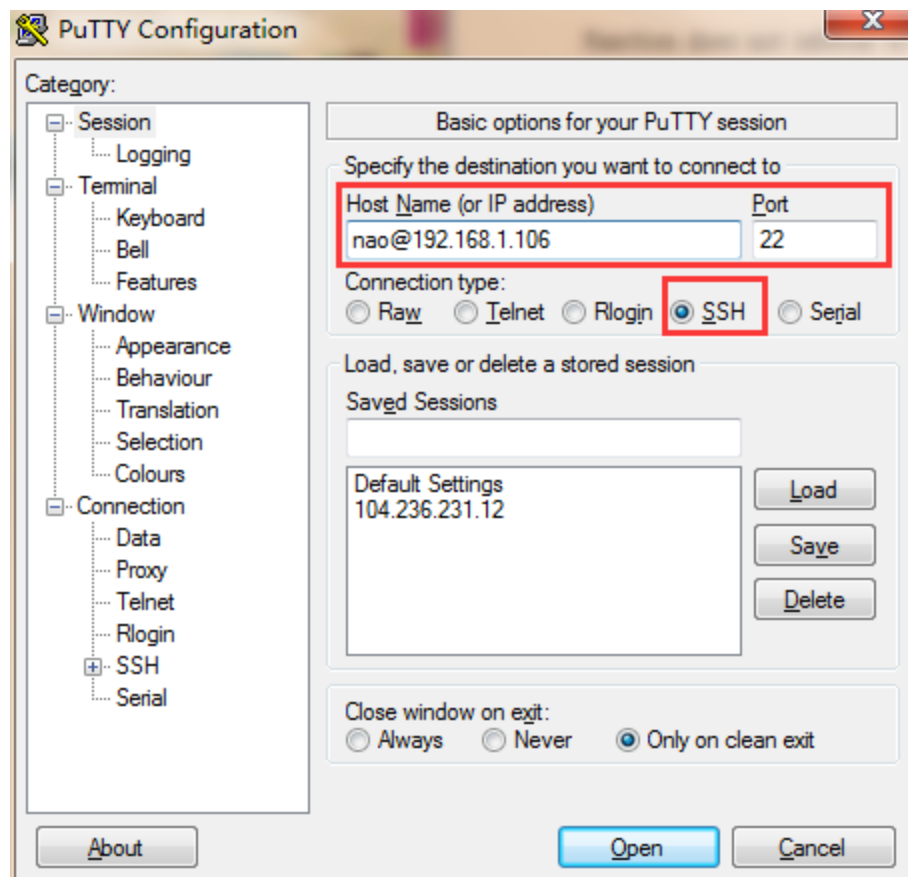 PuTTY Configuration
Category:
Session
Logging
Terminal
Keyboard
Bell
Features
Window
Appearance
Behaviour
Translation
Selection
Colours
Connection
Data
Proxy
Telnet
Rlogin
SSH
Serial
Basic options for your PuTTY session
Specify the destination you want to connect to
Host Name (or IP address) Port
nao@192.168.1.106 22
Connection type:
Raw Telnet Rlogin SSH Serial
Load, save or delete a stored session
Saved Sessions
Default Settings
104.236.231.12
Load
Save
Delete
Close window on exit:
Always Never Only on clean exit
About Open Cancel